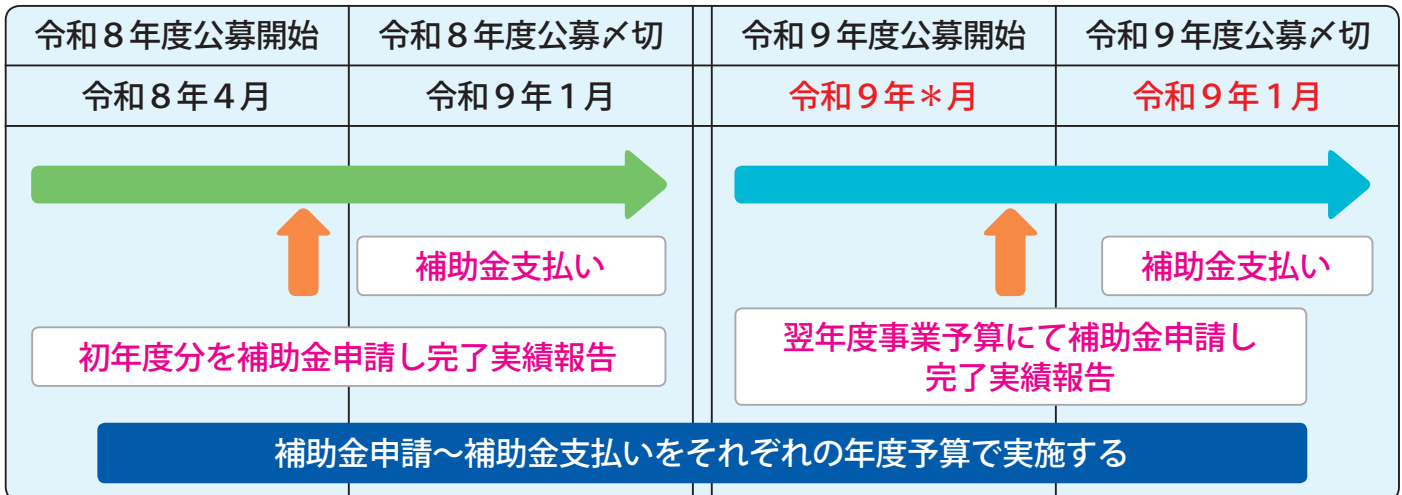 令和８年度公募開始
令和８年度公募〆切
令和９年度公募開始
令和９年度公募〆切
令和８年４月
令和９年１月
令和９年＊月
令和９年１月
補助金支払い
補助金支払い
初年度分を補助金申請し完了実績報告
翌年度事業予算にて補助金申請し
完了実績報告
補助金申請～補助金支払いをそれぞれの年度予算で実施する